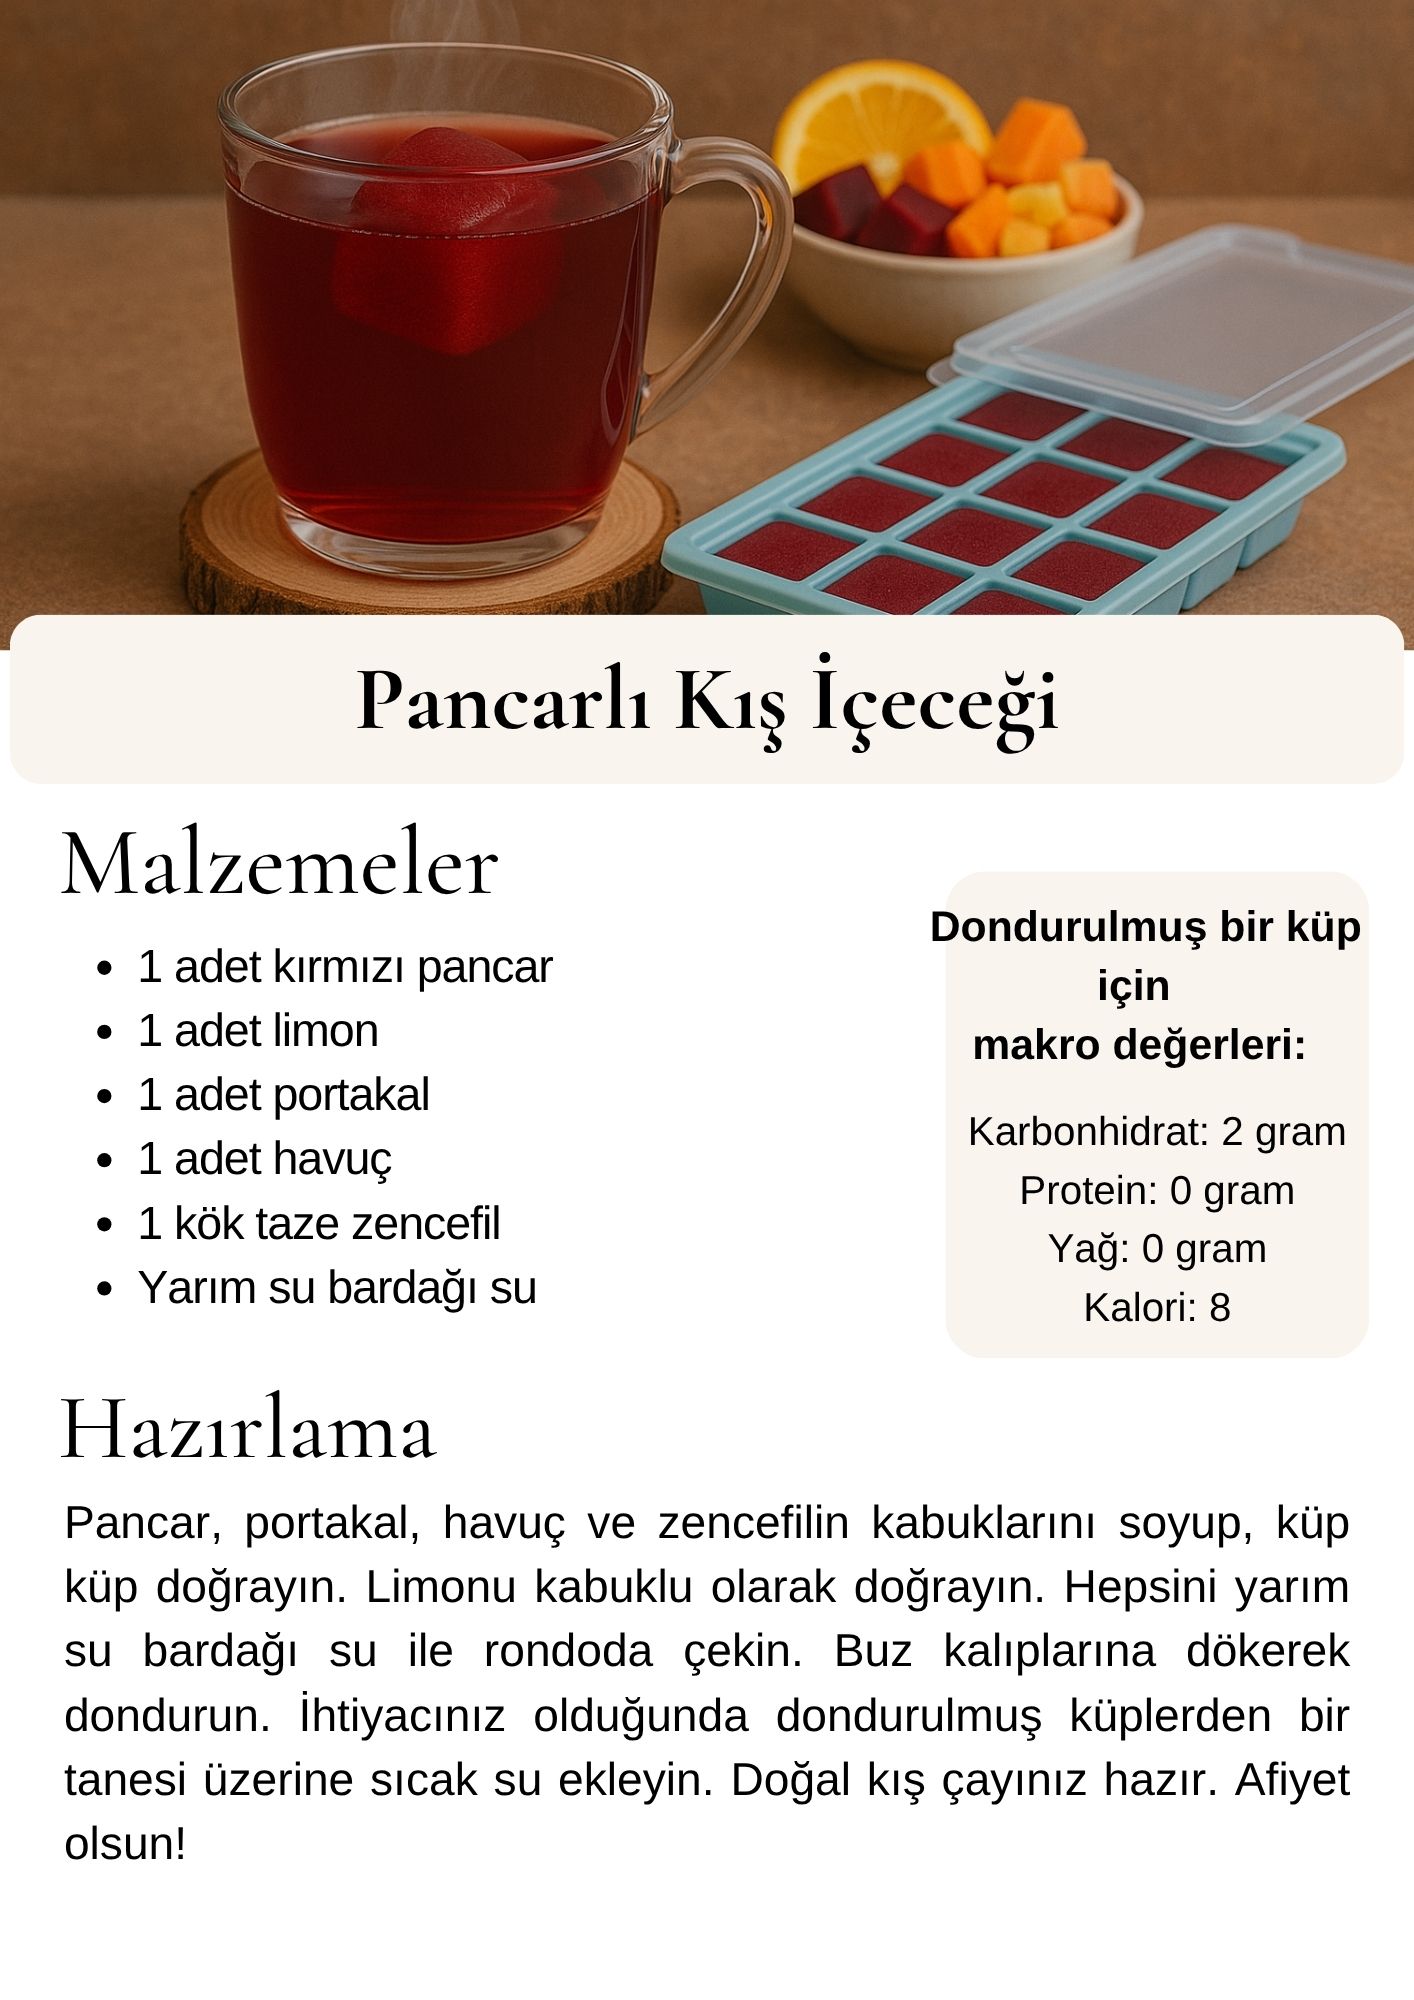 Pancarlı Kış İçeceği
Malzemeler
• 1 adet kırmızı pancar
• 1 adet limon
• 1 adet portakal
• 1 adet havuç
• 1 kök taze zencefil
• Yarım su bardağı su
Dondurulmuş bir küp
için
makro değerleri:
Karbonhidrat: 2 gram
Protein: 0 gram
Yağ: 0 gram
Kalori: 8
Hazırlama
Pancar, portakal, havuç ve zencefilin kabuklarını soyup, küp
küp doğrayın. Limonu kabuklu olarak doğrayın. Hepsini yarım
su bardağı su ile rondoda çekin. Buz kalıplarına dökerek
dondurun. İhtiyacınız olduğunda dondurulmuş küplerden bir
tanesi üzerine sıcak su ekleyin. Doğal kış çayınız hazır. Afiyet
olsun!